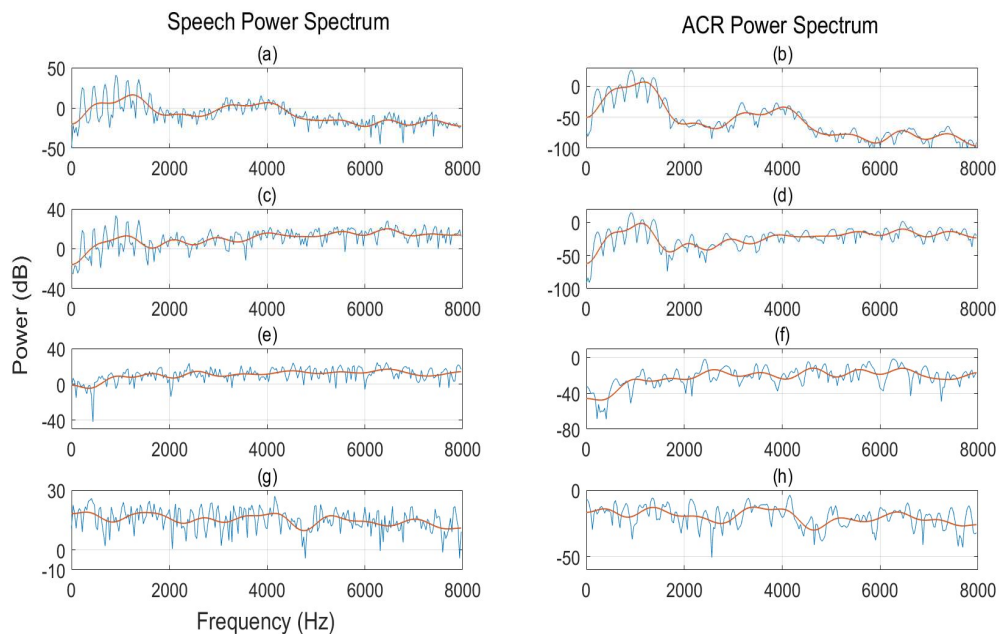 Speech Power Spectrum
ACR Power Spectrum
(a)
(b)
50
0
-50
0 2000 4000 6000 8000
0
-50
-100
0 2000 4000 6000 8000
(c)
(d)
40
0
-40
0 2000 4000 6000 8000
0
-50
-100
0 2000 4000 6000 8000
Power (dB)
(e)
(f)
40
0
-40
0 2000 4000 6000 8000
0
-40
-80
0 2000 4000 6000 8000
(g)
(h)
30
0
-10
0 2000 4000 6000 8000
0
-50
0 2000 4000 6000 8000
Frequency (Hz)